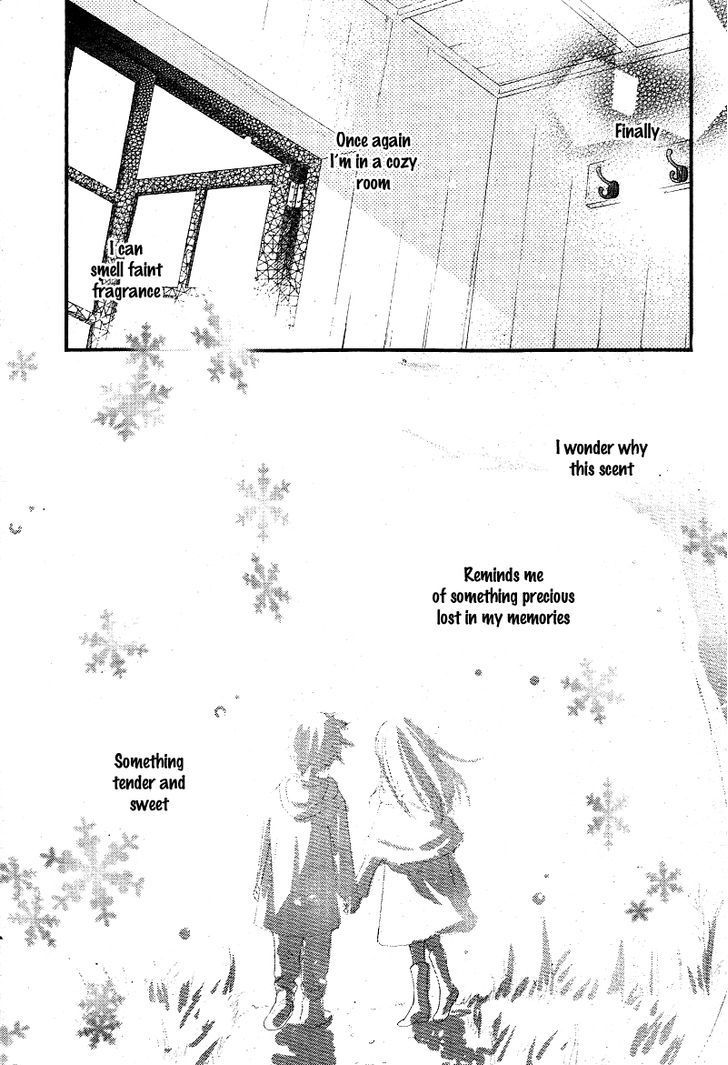 Finally
Once again
I'm in a cozy
room
I can
smell faint
fragrance
I wonder why
this scent
Reminds me
of something precious
lost in my memories
Something
tender and
sweet